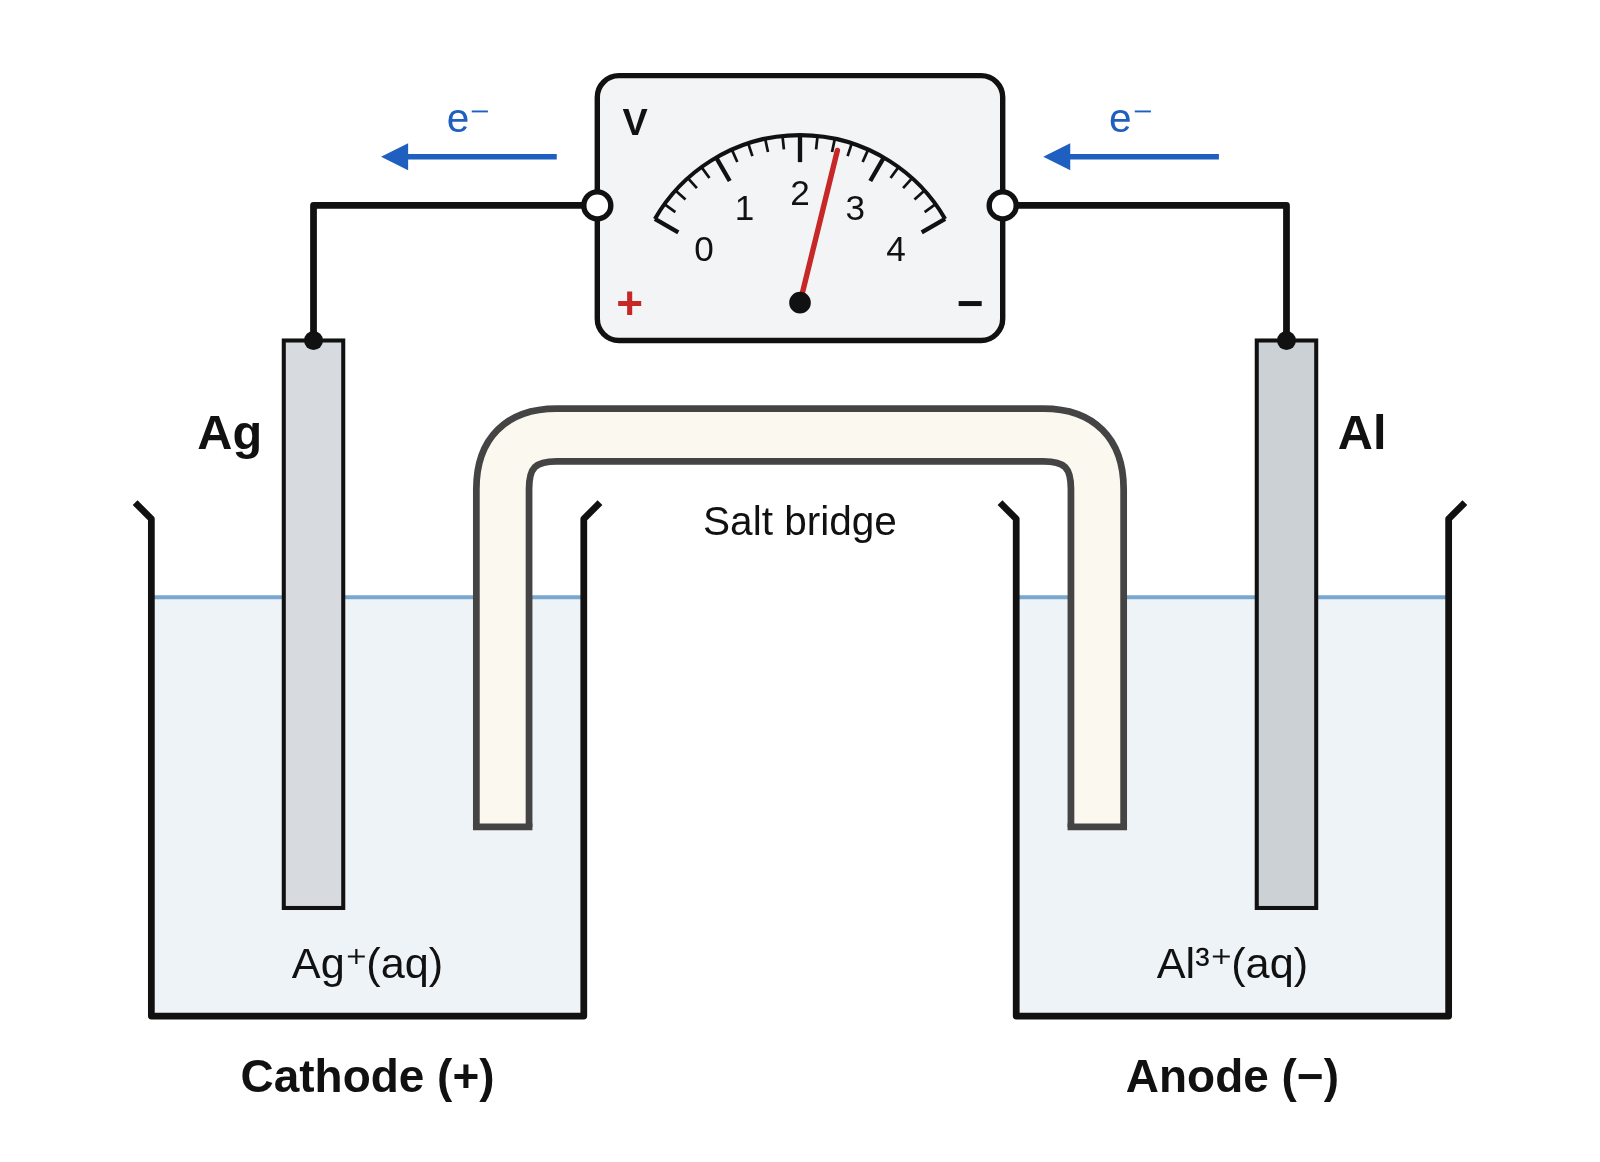 e⁻
e⁻
V
0
1
2
3
4
+
−
Ag
Al
Salt bridge
Ag⁺(aq)
Al³⁺(aq)
Cathode (+)
Anode (−)